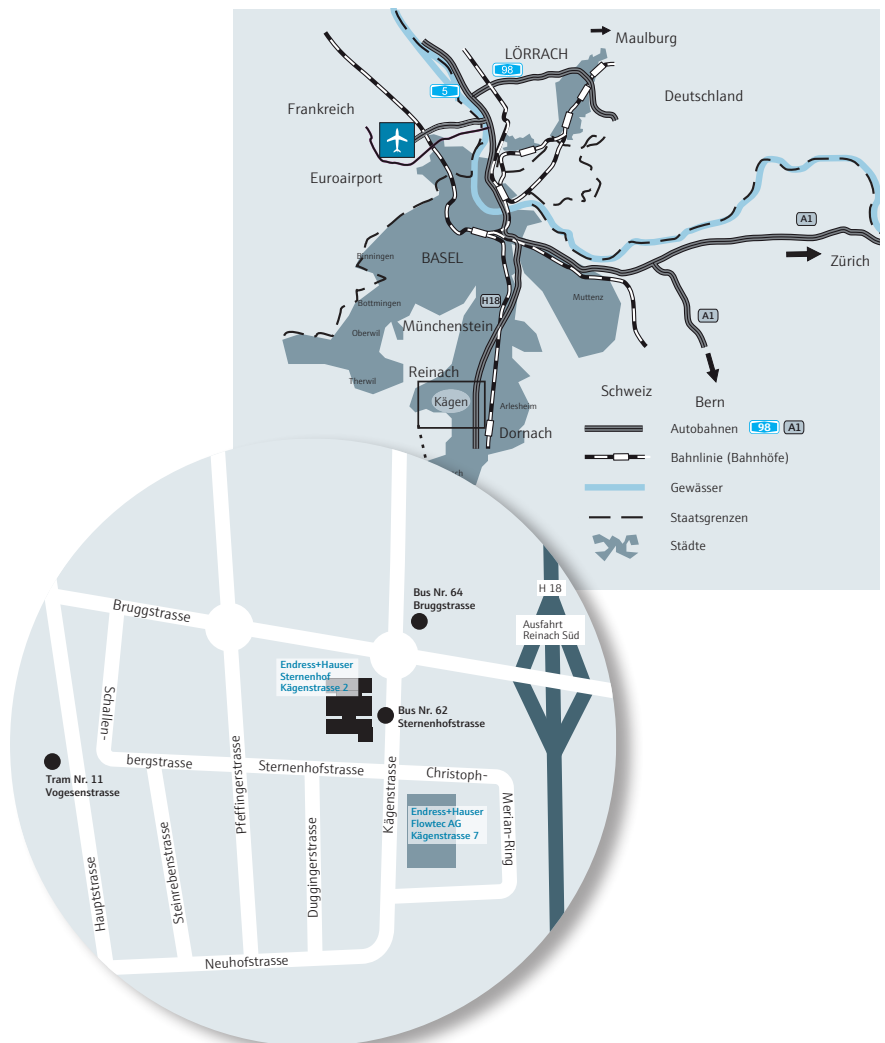 Maulburg
LÖRRACH
98
5
Deutschland
Frankreich
Euroairport
A1
Zürich
BASEL
Binningen
H18
Muttenz
Bottmingen
A1
Münchenstein
Oberwil
Reinach
Therwil
Schweiz
Bern
Kägen
Arlesheim
Dornach
Autobahnen
98
A1
Bahnlinie (Bahnhöfe)
Gewässer
Staatsgrenzen
Städte
H 18
Ausfahrt
Reinach Süd
Bus Nr. 64
Bruggstrasse
Bruggstrasse
Endress+Hauser
Sternenhof
Kägenstrasse 2
Schallen-
bergstrasse
Bus Nr. 62
Sternenhofstrasse
Tram Nr. 11
Vogesenstrasse
Sternenhofstrasse
Christoph-
Merian-Ring
Pfeffingerstrasse
Kägenstrasse
Endress+Hauser
Flowtec AG
Kägenstrasse 7
Hauptstrasse
Steinrebenstrasse
Duggingerstrasse
Neuhofstrasse